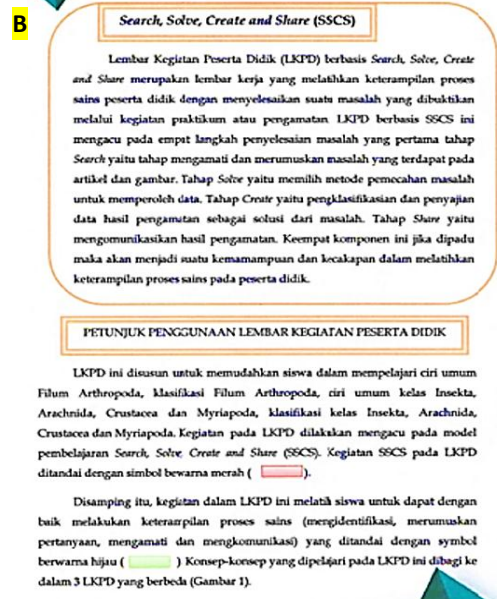 B
Search, Solve, Create and Share (SSCS)
Lembar Kegiatan Peserta Didik (LKPD) berbasis Search, Solve, Create
and Share merupakan lembar kerja yang melatihkan keterampilan proses
sains peserta didik dengan menyelesaikan suatu masalah yang dibuktikan
melalui kegiatan praktikum atau pengamatan. LKPD berbasis SSCS ini
mengacu pada empat langkah penyelesaian masalah yang pertama tahap
Search yaitu tahap mengamati dan merumuskan masalah yang terdapat pada
artikel dan gambar. Tahap Solve yaitu memilih metode pemecahan masalah
untuk memperoleh data. Tahap Create yaitu pengklasifikasian dan penyajian
data hasil pengamatan sebagai solusi dari masalah. Tahap Share yaitu
mengomunikasikan hasil pengamatan. Keempat komponen ini jika dipadu
maka akan menjadi suatu kemamampuan dan kecakapan dalam melatihkan
keterampilan proses sains pada peserta didik.
PETUNJUK PENGGUNAAN LEMBAR KEGIATAN PESERTA DIDIK
LKPD ini disusun untuk memudahkan siswa dalam mempelajari ciri umum
Filum Arthropoda, klasifikasi Filum Arthropoda, ciri umum kelas Insekta,
Arachnida, Crustacea dan Myriapoda, klasifikasi kelas Insekta, Arachnida,
Crustacea dan Myriapoda. Kegiatan pada LKPD dilakukan mengacu pada model
pembelajaran Search, Solve, Create and Share (SSCS). Kegiatan SSCS pada LKPD
ditandai dengan simbol bewarna merah ( ).
Disamping itu, kegiatan dalam LKPD ini melatih siswa untuk dapat dengan
baik melakukan keterampilan proses sains (mengidentifikasi, merumuskan
pertanyaan, mengamati dan mengkomunikasi) yang ditandai dengan symbol
berwarna hijau ( ) Konsep-konsep yang dipelajari pada LKPD ini dibagi ke
dalam 3 LKPD yang berbeda (Gambar 1).